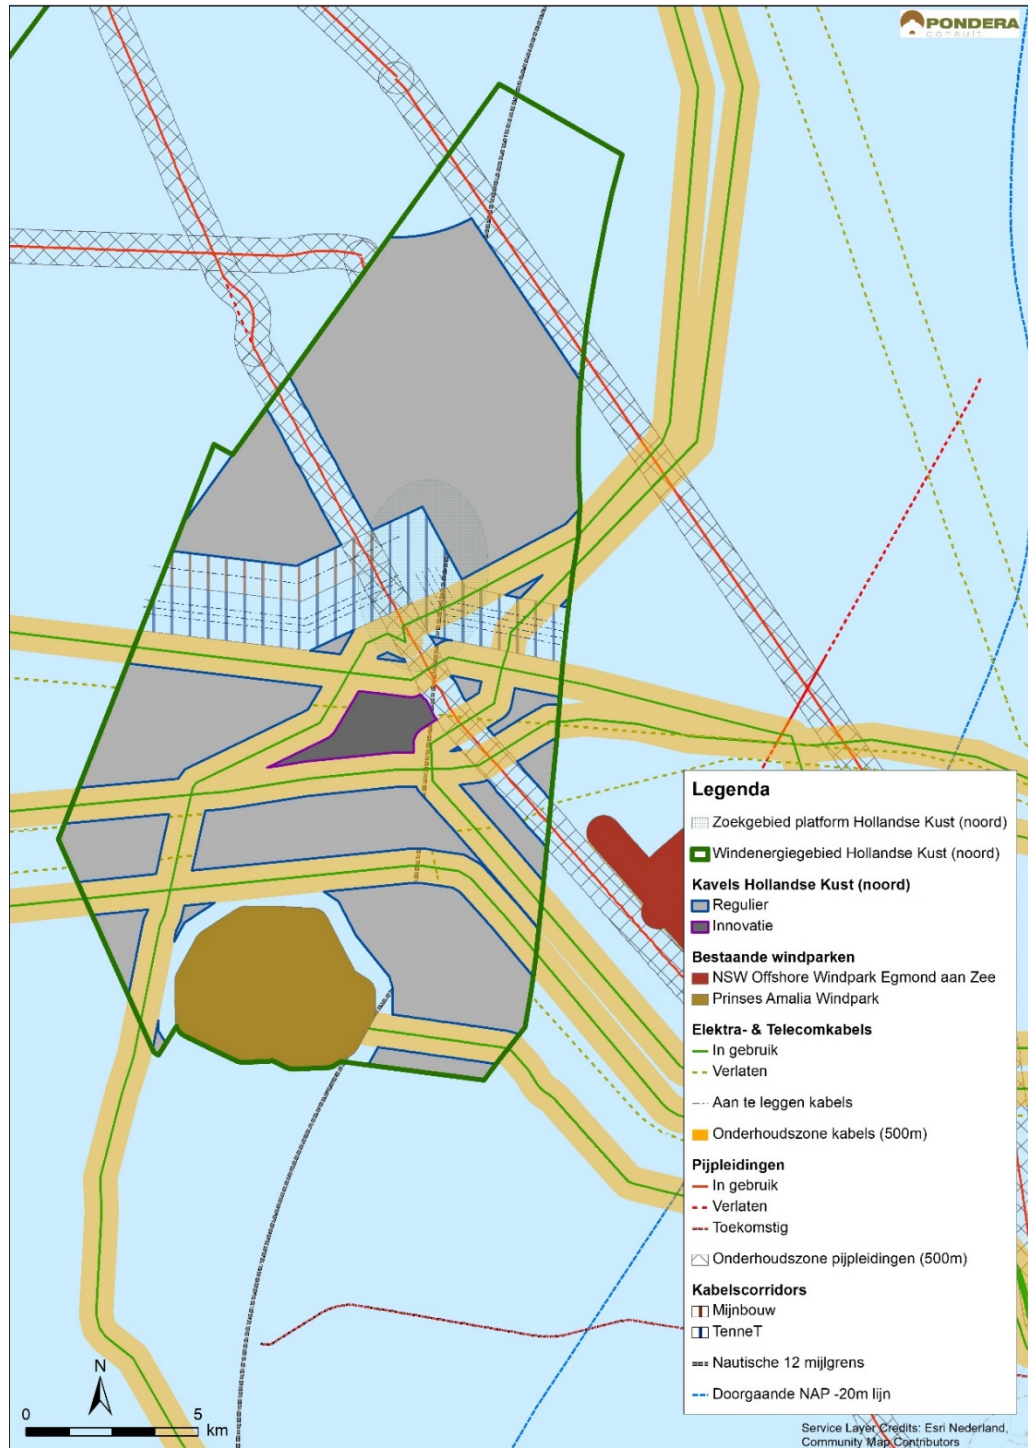 PONDERA
consult
Legenda
Zoekgebied platform Hollandse Kust (noord)
Windenergiegebied Hollandse Kust (noord)
Kavels Hollandse Kust (noord)
Regulier
Innovatie
Bestaande windparken
NSW Offshore Windpark Egmond aan Zee
Prinses Amalia Windpark
Elektra- & Telecomkabels
In gebruik
Verlaten
Aan te leggen kabels
Onderhoudszone kabels (500m)
Pijpleidingen
In gebruik
Verlaten
Toekomstig
Onderhoudszone pijpleidingen (500m)
Kabelscorridors
Mijnbouw
TenneT
Nautische 12 mijlgrens
Doorgaande NAP -20m lijn
N
0 5
km
Service Layer Credits: Esri Nederland,
Community Map Contributors